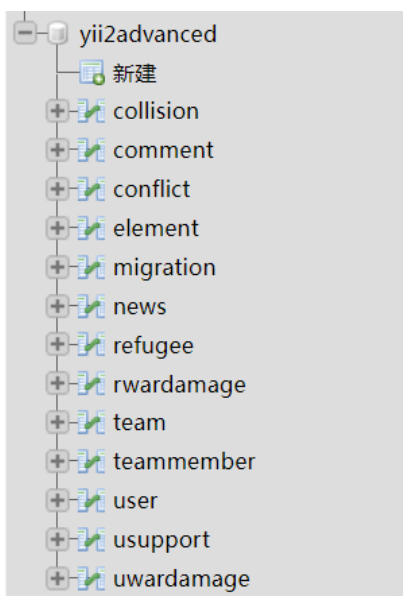 yii2advanced
新建
collision
comment
conflict
element
migration
news
refugee
rwardamage
team
teammember
user
usupport
uwardamage